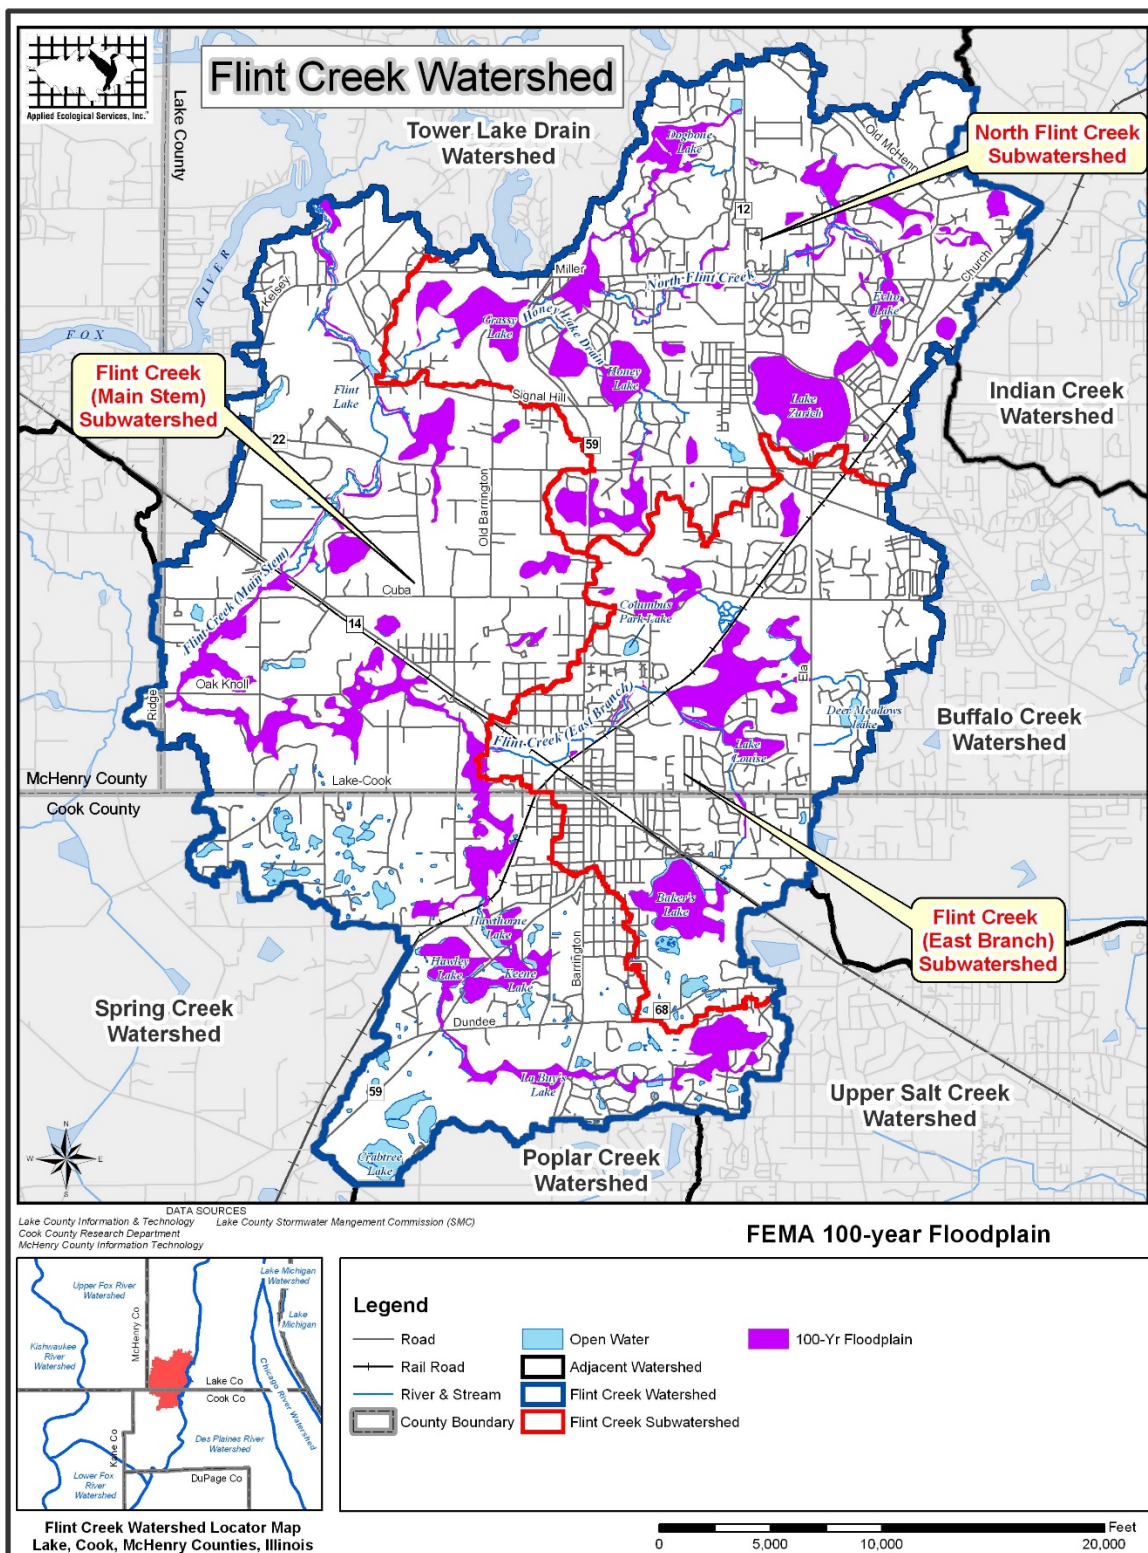 Applied Ecological Services, Inc.™
Flint Creek Watershed
Lake County
Tower Lake Drain
Watershed
North Flint Creek
Subwatershed
Dogbone
Lake
Old McHenry
12
Miller
North Flint Creek
Church
Kelsey
RIVER
FOX
Grassy
Lake
Honey Lake Drain
Echo
Lake
Flint Creek
(Main Stem)
Subwatershed
Flint
Lake
Honey
Lake
Signal Hill
Lake
Zurich
Indian Creek
Watershed
22
59
Old Barrington
Flint Creek (Main Stem)
Cuba
Columbus
Park Lake
14
Oak Knoll
Ridge
Ela
Flint Creek (East Branch)
Deer Meadows
Lake
Lake
Louise
Buffalo Creek
Watershed
McHenry County
Cook County
Lake-Cook
Baker's
Lake
Hawthorne
Lake
Hawley
Lake
Keene
Lake
Barrington
Flint Creek
(East Branch)
Subwatershed
Spring Creek
Watershed
Dundee
68
La Buy's
Lake
59
Crabtree
Lake
Upper Salt Creek
Watershed
Poplar Creek
Watershed
N
W
E
S
DATA SOURCES
Lake County Information & Technology
Lake County Stormwater Mangement Commission (SMC)
Cook County Research Department
McHenry County Information Technology
FEMA 100-year Floodplain
Upper Fox River
Watershed
McHenry Co
Lake Michigan
Watershed
Lake
Michigan
Kishwaukee
River
Watershed
Lake Co
Cook Co
Chicago River Watershed
Kane Co
Des Plaines River
Watershed
Lower Fox
River
Watershed
DuPage Co
Flint Creek Watershed Locator Map
Lake, Cook, McHenry Counties, Illinois
Legend
Road
Open Water
100-Yr Floodplain
Rail Road
Adjacent Watershed
River & Stream
Flint Creek Watershed
County Boundary
Flint Creek Subwatershed
Feet
0
5,000
10,000
20,000